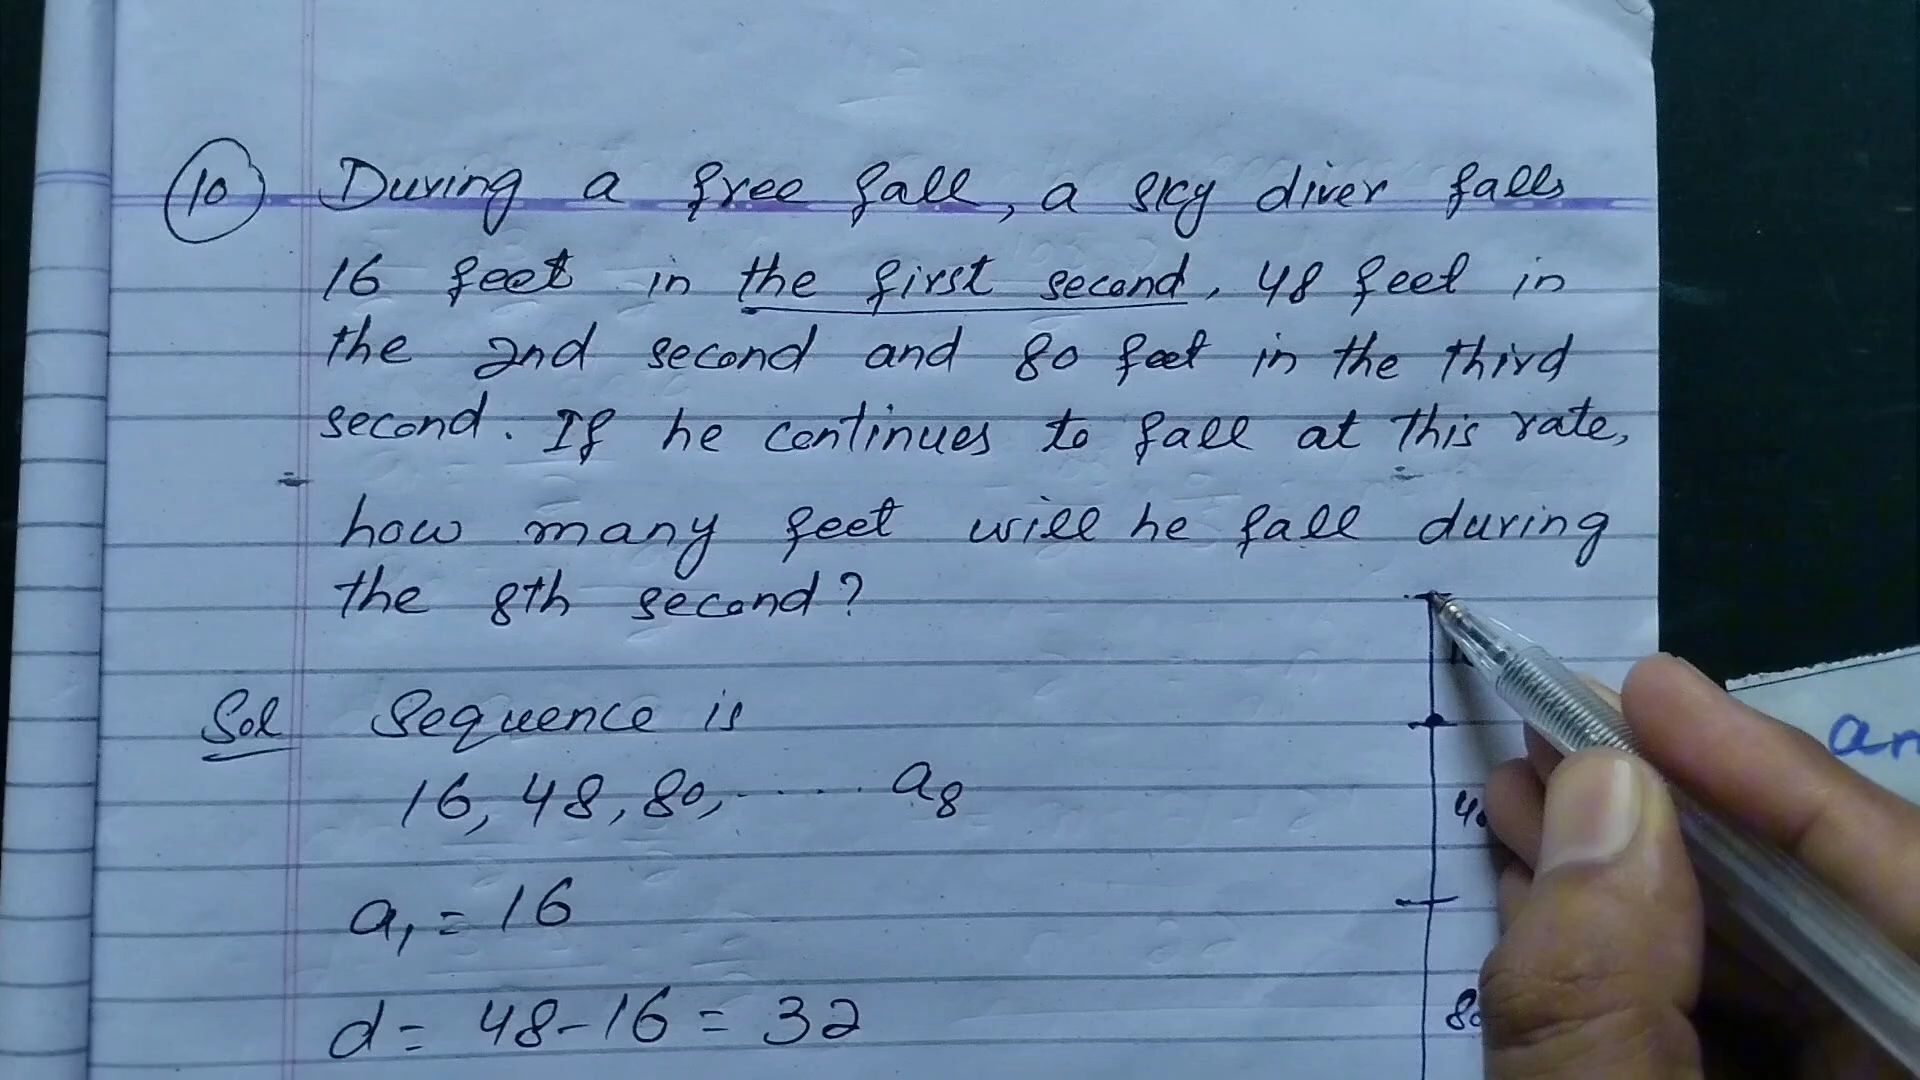 10 During a free fall, a sky diver falls
16 feet in the first second, 48 feet in
the 2nd second and 80 feet in the third
second. If he continues to fall at this rate,
how many feet will he fall during
the 8th second?
Sol Sequence is
16, 48, 80, ..... a8
a1 = 16
d = 48-16 = 32